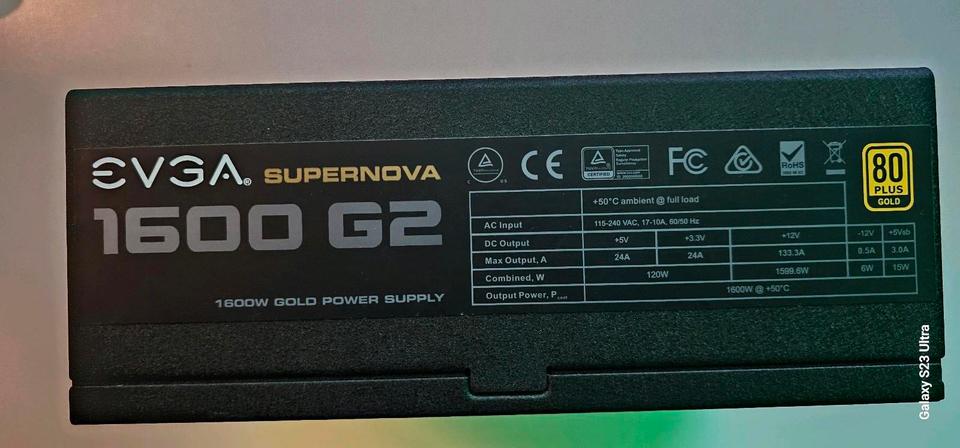 EVGA® SUPERNOVA
1600 G2
1600W GOLD POWER SUPPLY
CE
FC
RoHS
CERTIFIED
80
PLUS
GOLD
+50°C ambient @ full load
AC Input 115-240 VAC, 17-10A, 60/50 Hz
DC Output +5V +3.3V +12V -12V +5Vsb
Max Output, A 24A 24A 133.3A 0.5A 3.0A
Combined, W 120W 1599.6W 6W 15W
Output Power, P 1600W @ +50°C
Galaxy S23 Ultra